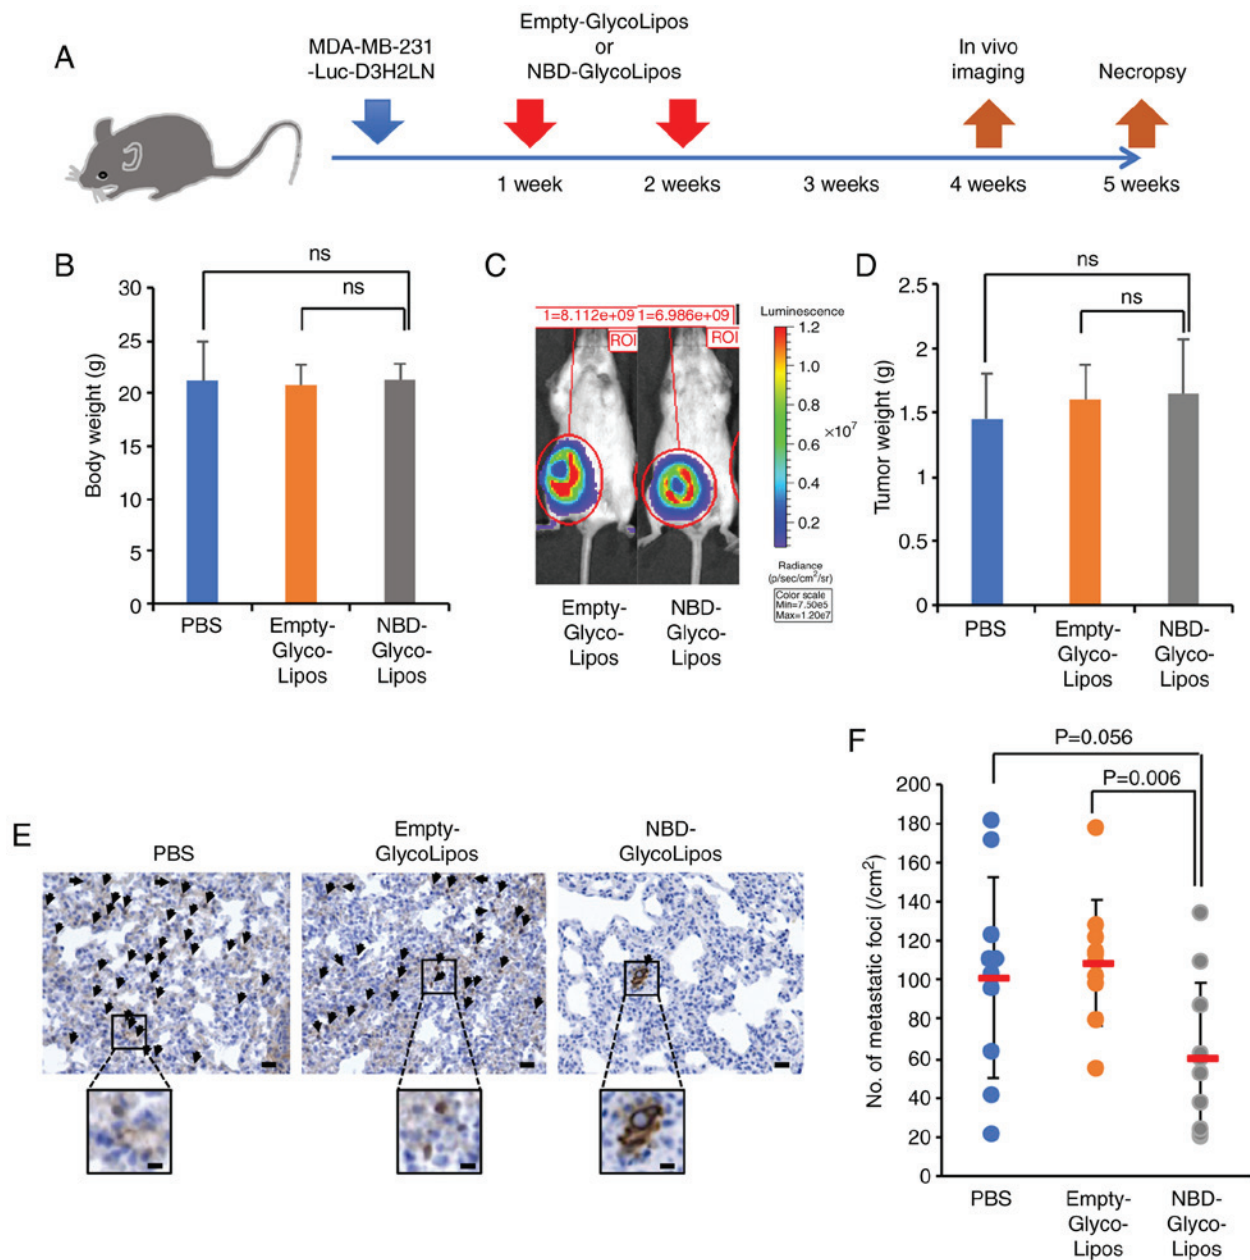 A
MDA-MB-231
-Luc-D3H2LN
Empty-GlycoLipos
or
NBD-GlycoLipos
In vivo
imaging
Necropsy
1 week
2 weeks
3 weeks
4 weeks
5 weeks
B
ns
ns
Body weight (g)
30
25
20
15
10
5
0
PBS
Empty-
Glyco-
Lipos
NBD-
Glyco-
Lipos
C
1=8.112e+09
1=6.986e+09
ROI
ROI
Luminescence
1.2
1.0
0.8
0.6
0.4
0.2
×10⁷
Radiance
(p/sec/cm²/sr)
Color scale
Min=7.50e5
Max=1.20e7
Empty-
Glyco-
Lipos
NBD-
Glyco-
Lipos
D
ns
ns
Tumor weight (g)
2.5
2
1.5
1
0.5
0
PBS
Empty-
Glyco-
Lipos
NBD-
Glyco-
Lipos
E
PBS
Empty-
GlycoLipos
NBD-
GlycoLipos
F
P=0.056
P=0.006
No. of metastatic foci (/cm²)
200
180
160
140
120
100
80
60
40
20
0
PBS
Empty-
Glyco-
Lipos
NBD-
Glyco-
Lipos